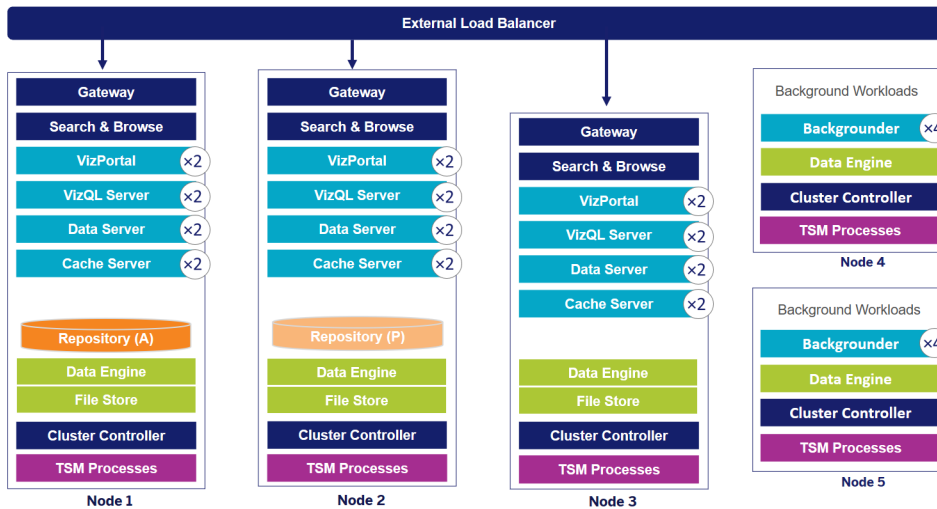 External Load Balancer
Gateway
Search & Browse
VizPortal ×2
VizQL Server ×2
Data Server ×2
Cache Server ×2
Repository (A)
Data Engine
File Store
Cluster Controller
TSM Processes
Node 1
Gateway
Search & Browse
VizPortal ×2
VizQL Server ×2
Data Server ×2
Cache Server ×2
Repository (P)
Data Engine
File Store
Cluster Controller
TSM Processes
Node 2
Gateway
Search & Browse
VizPortal ×2
VizQL Server ×2
Data Server ×2
Cache Server ×2
Data Engine
File Store
Cluster Controller
TSM Processes
Node 3
Background Workloads
Backgrounder ×4
Data Engine
Cluster Controller
TSM Processes
Node 4
Background Workloads
Backgrounder ×4
Data Engine
Cluster Controller
TSM Processes
Node 5